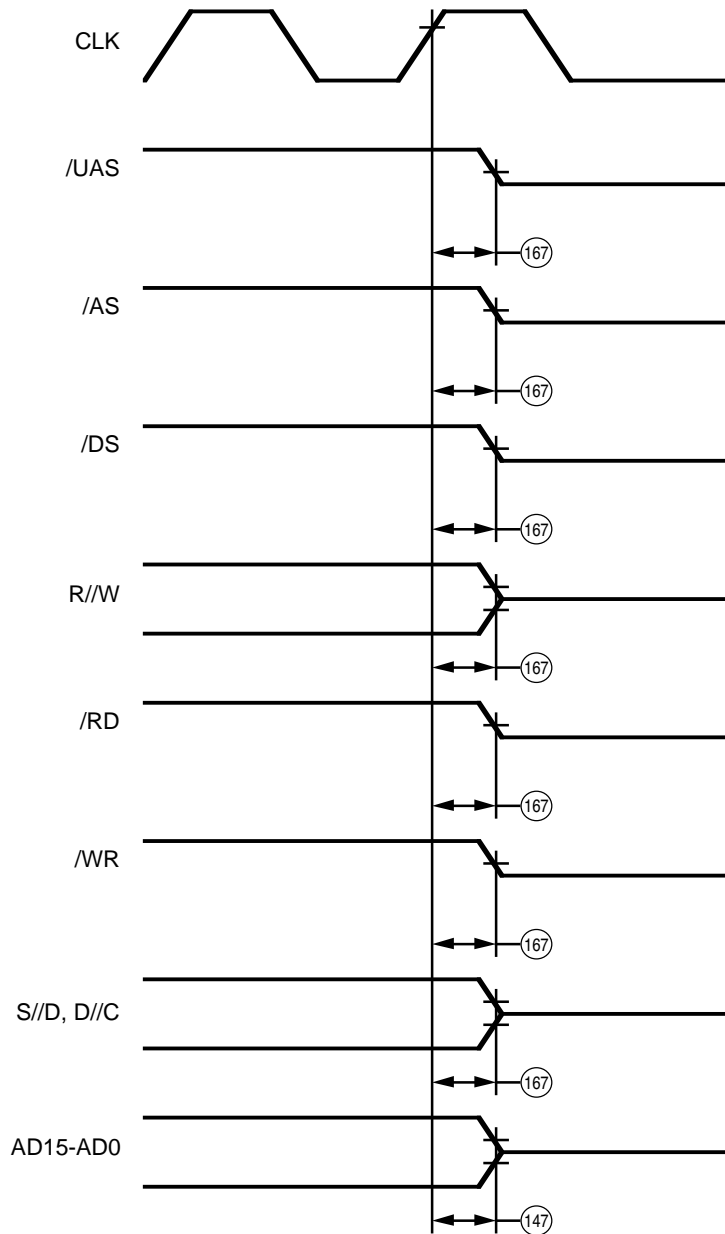 CLK
/UAS
167
/AS
167
/DS
167
R//W
167
/RD
167
/WR
167
S//D, D//C
167
AD15-AD0
147